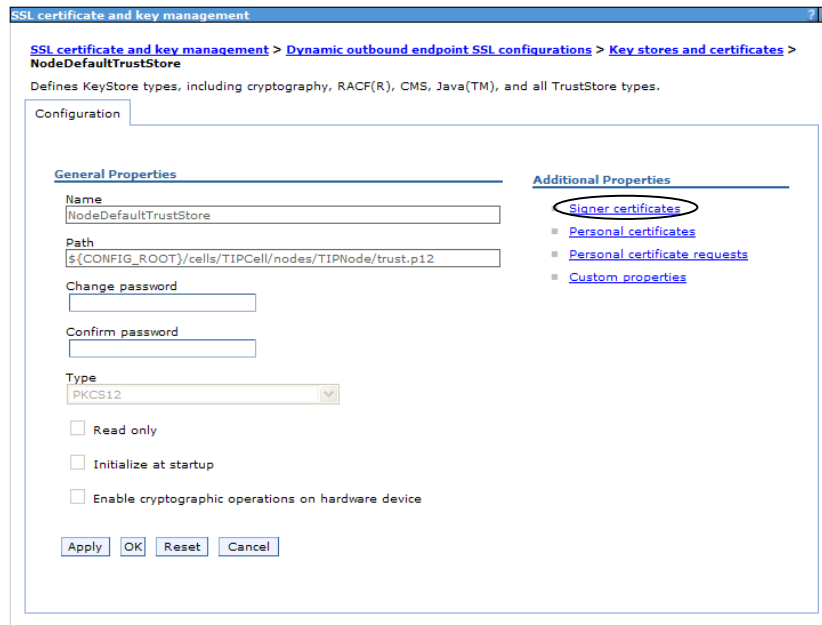 SSL certificate and key management ?
SSL certificate and key management > Dynamic outbound endpoint SSL configurations > Key stores and certificates >
NodeDefaultTrustStore
Defines KeyStore types, including cryptography, RACF(R), CMS, Java(TM), and all TrustStore types.
Configuration
General Properties
Name
NodeDefaultTrustStore
Path
${CONFIG_ROOT}/cells/TIPCell/nodes/TIPNode/trust.p12
Change password
Confirm password
Type
PKCS12
Read only
Initialize at startup
Enable cryptographic operations on hardware device
Apply OK Reset Cancel
Additional Properties
Signer certificates
Personal certificates
Personal certificate requests
Custom properties